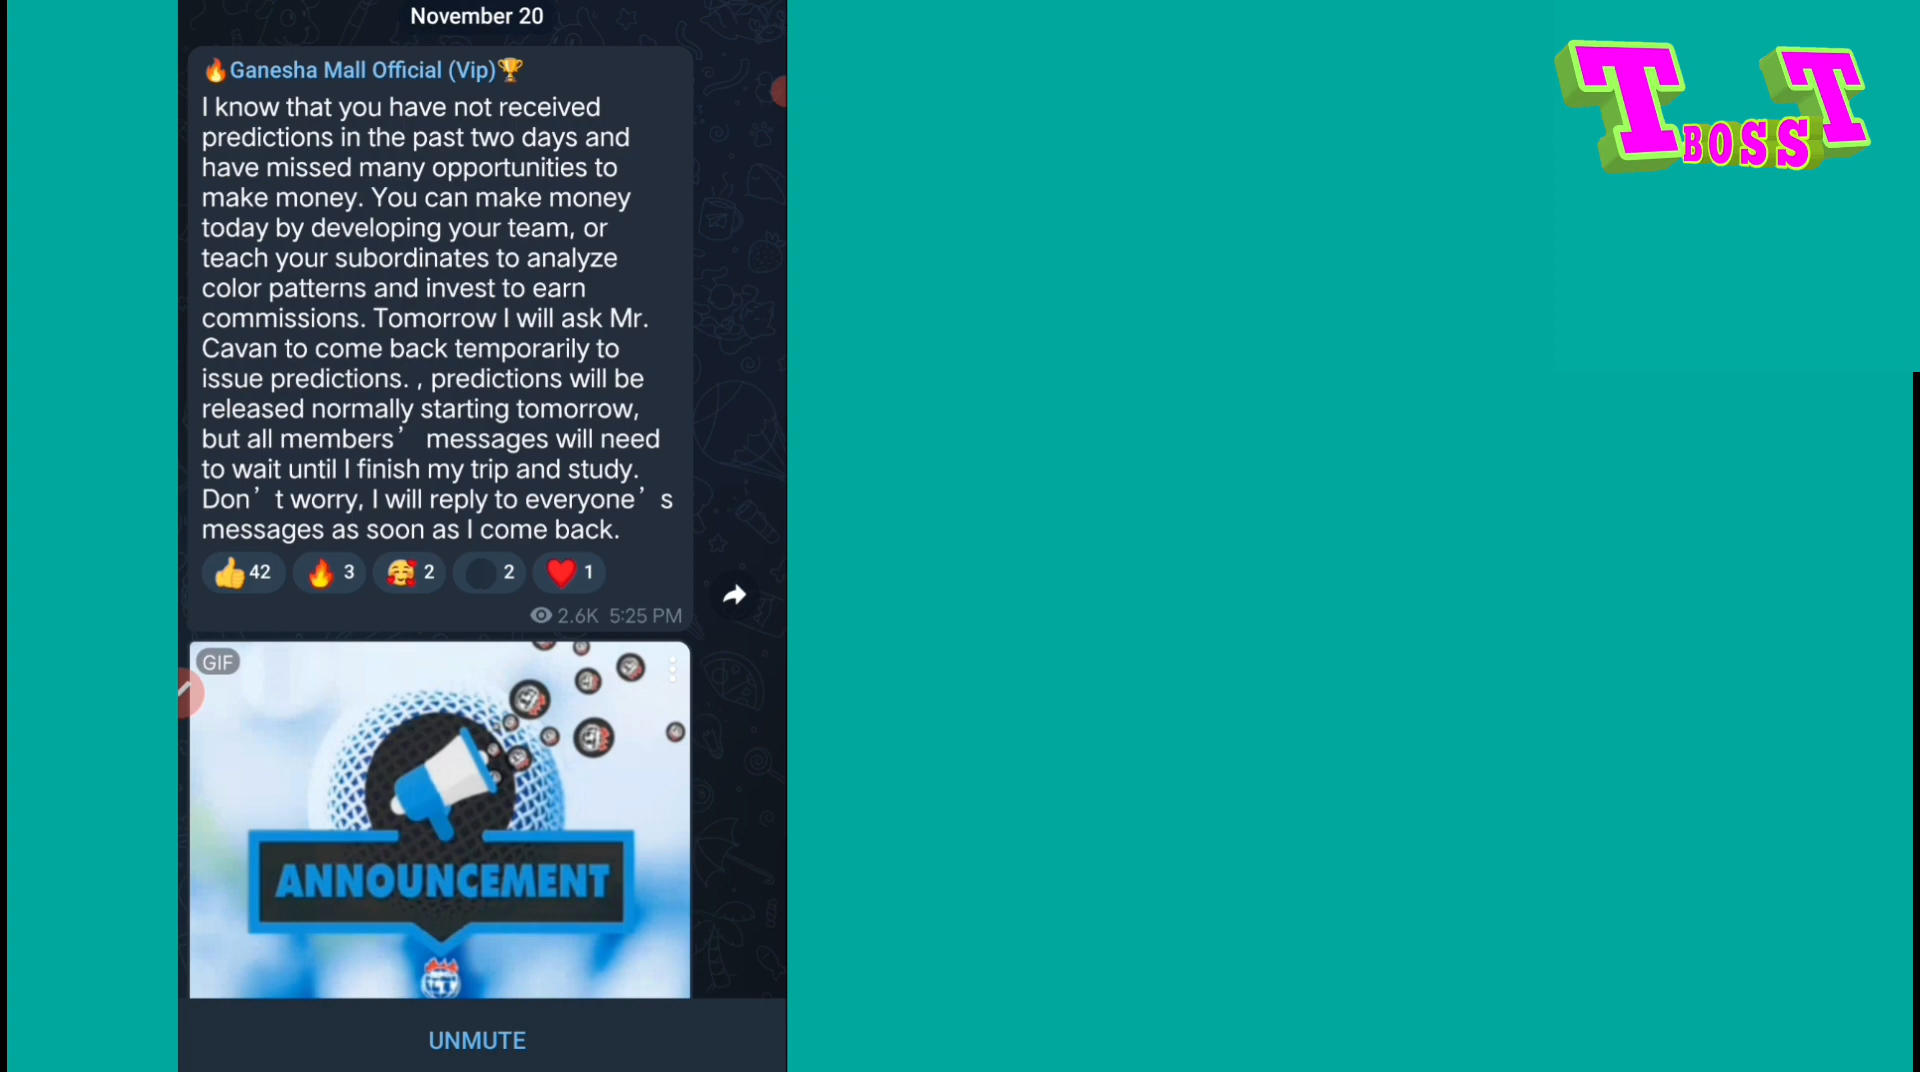 November 20
🔥Ganesha Mall Official (Vip)🏆
I know that you have not received
predictions in the past two days and
have missed many opportunities to
make money. You can make money
today by developing your team, or
teach your subordinates to analyze
color patterns and invest to earn
commissions. Tomorrow I will ask Mr.
Cavan to come back temporarily to
issue predictions. , predictions will be
released normally starting tomorrow,
but all members’ messages will need
to wait until I finish my trip and study.
Don’t worry, I will reply to everyone’s
messages as soon as I come back.
👍 42 🔥 3 🥰 2 2 ❤️ 1
2.6K 5:25 PM
GIF
ANNOUNCEMENT
UNMUTE
T BOSS T